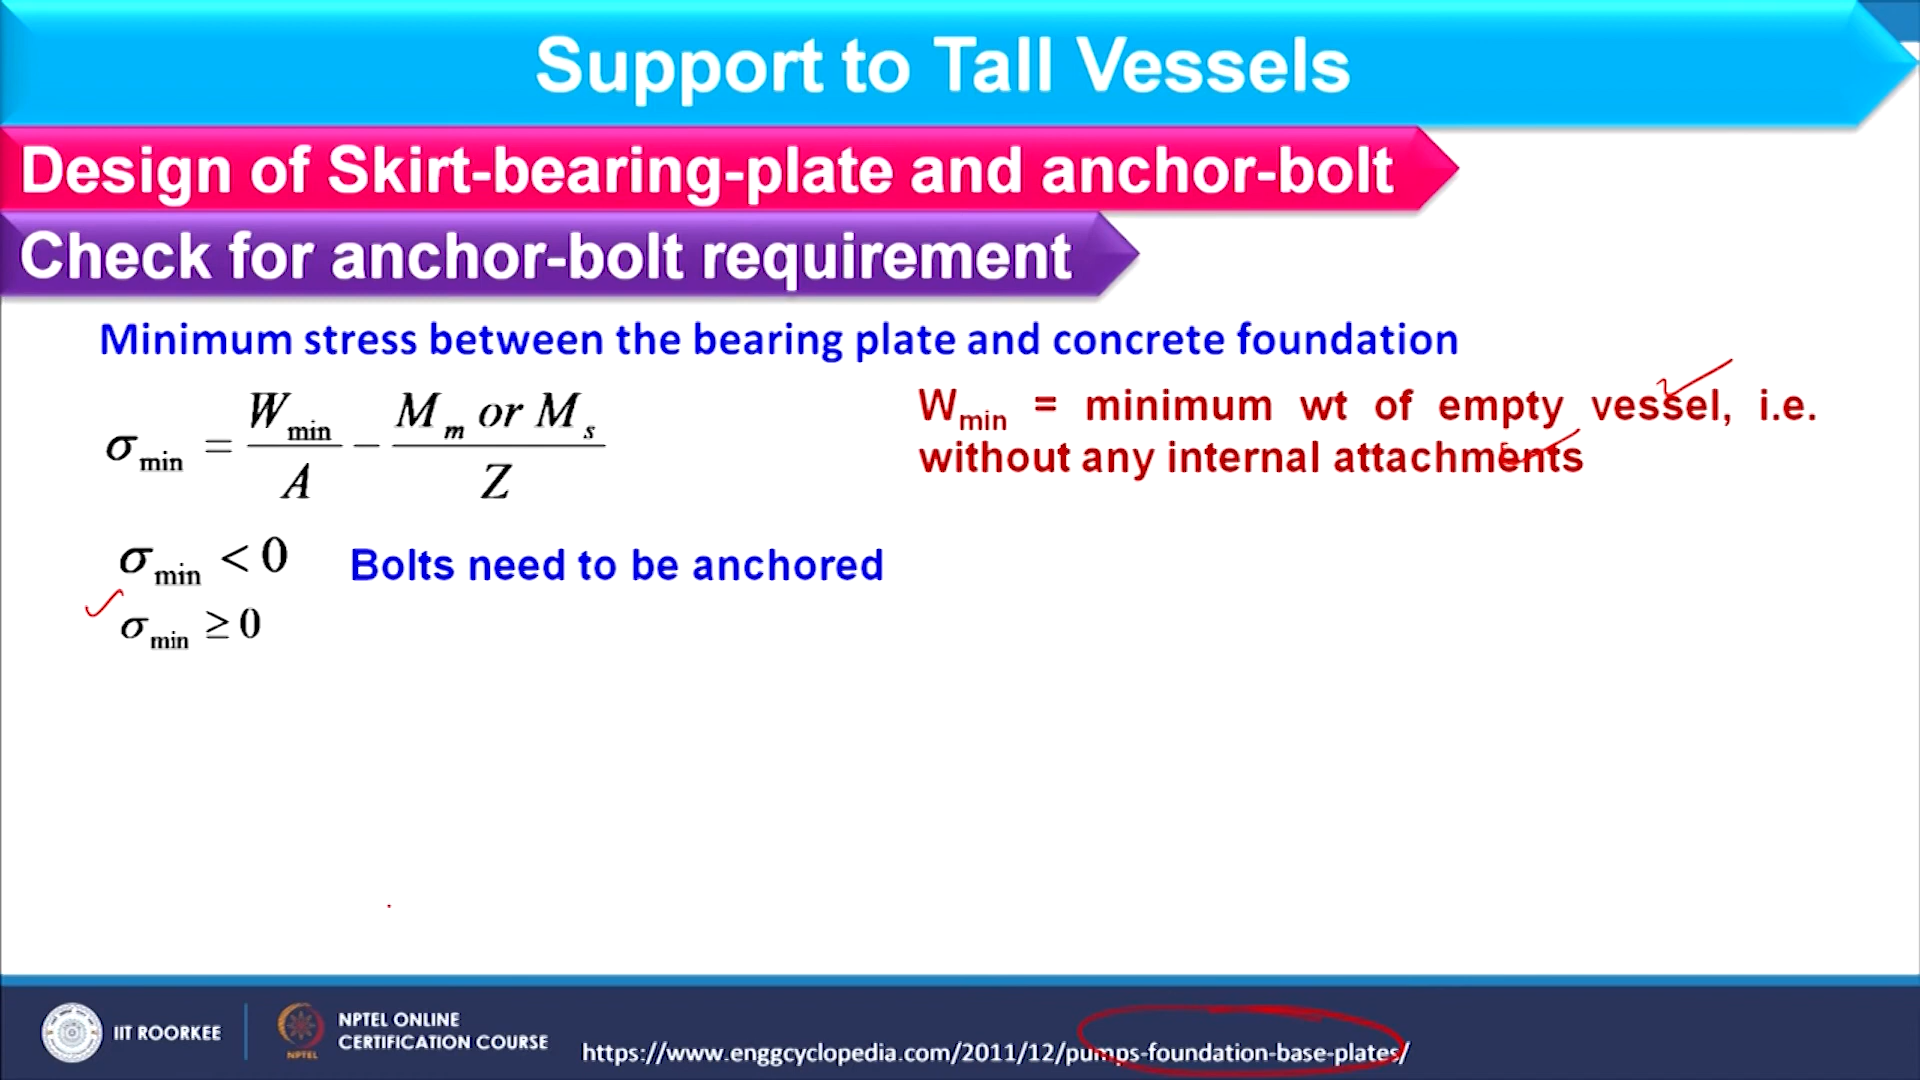 Support to Tall Vessels
Design of Skirt-bearing-plate and anchor-bolt
Check for anchor-bolt requirement
Minimum stress between the bearing plate and concrete foundation
σ_min = W_min / A − M_m or M_s / Z
W_min = minimum wt of empty vessel, i.e.
without any internal attachments
σ_min < 0 Bolts need to be anchored
σ_min ≥ 0
IIT ROORKEE
NPTEL
NPTEL ONLINE
CERTIFICATION COURSE
https://www.enggcyclopedia.com/2011/12/pumps-foundation-base-plates/